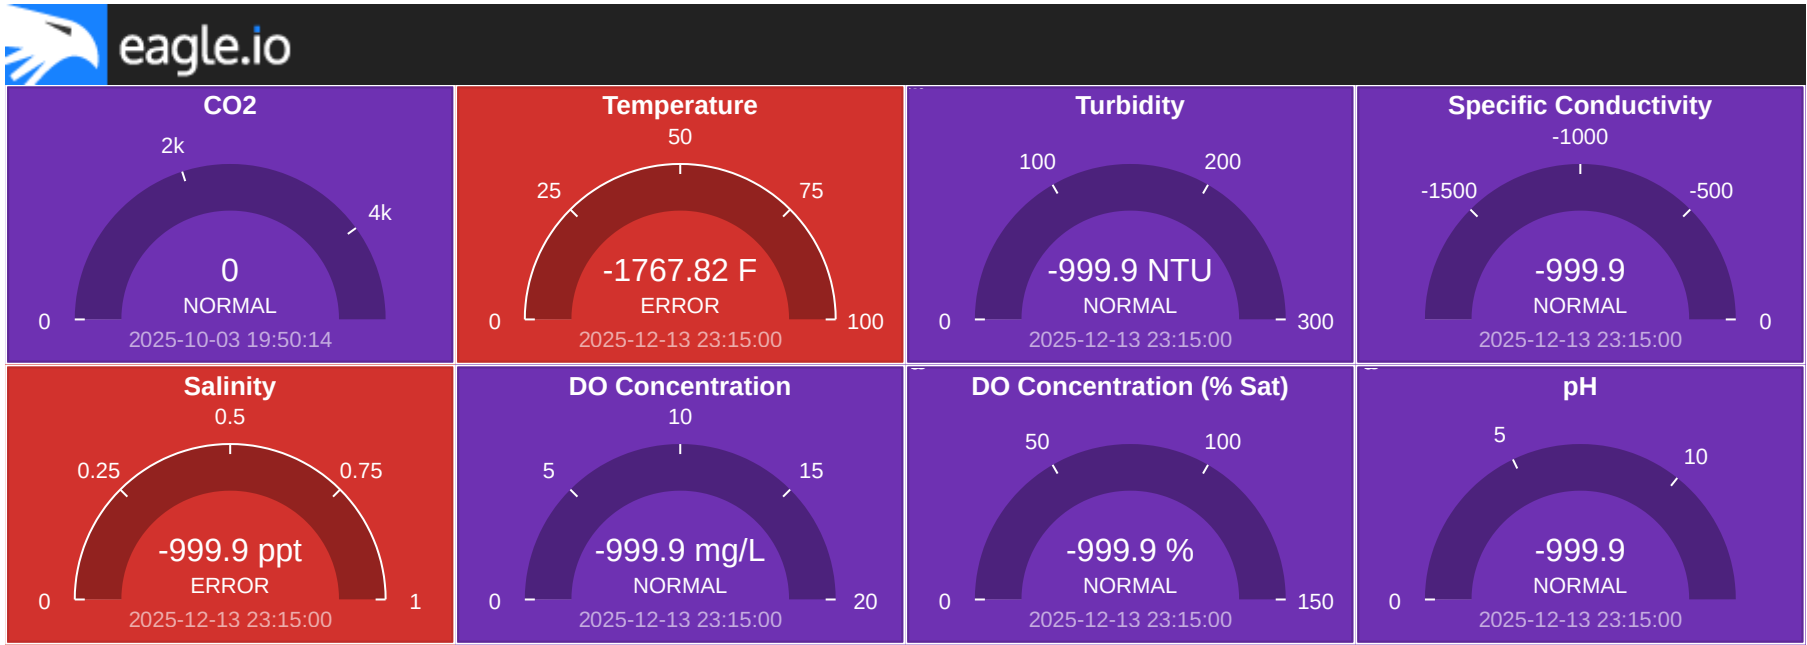 eagle.io
CO2
2k
4k
0
NORMAL
0
2025-10-03 19:50:14
Temperature
50
25
75
-1767.82 F
ERROR
0
100
2025-12-13 23:15:00
Turbidity
100
200
-999.9 NTU
NORMAL
0
300
2025-12-13 23:15:00
Specific Conductivity
-1000
-1500
-500
-999.9
NORMAL
0
2025-12-13 23:15:00
Salinity
0.5
0.25
0.75
-999.9 ppt
ERROR
0
1
2025-12-13 23:15:00
DO Concentration
10
5
15
-999.9 mg/L
NORMAL
0
20
2025-12-13 23:15:00
DO Concentration (% Sat)
50
100
-999.9 %
NORMAL
0
150
2025-12-13 23:15:00
pH
5
10
-999.9
NORMAL
0
2025-12-13 23:15:00